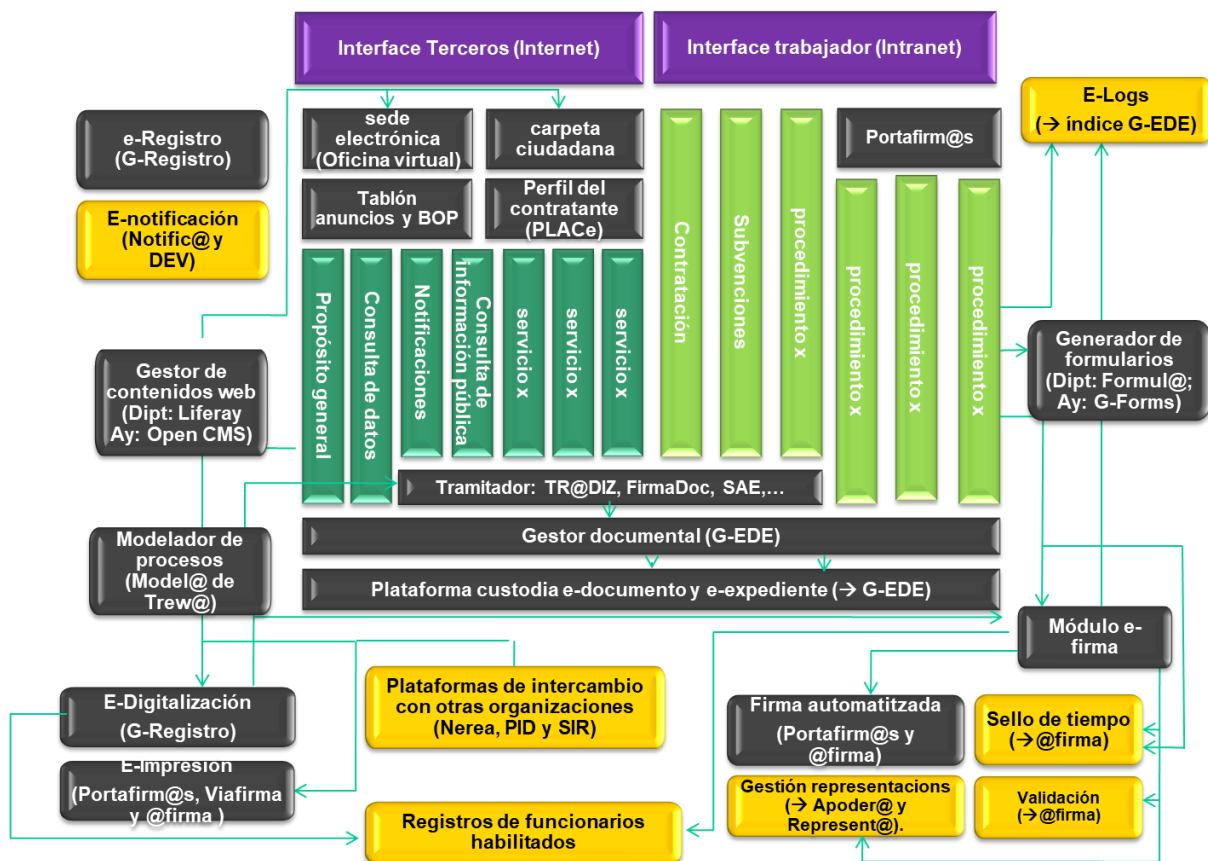 Interface Terceros (Internet)
Interface trabajador (Intranet)
e-Registro
(G-Registro)
E-notificación
(Notific@ y
DEV)
sede
electrónica
(Oficina virtual)
carpeta
ciudadana
Tablón
anuncios y BOP
Perfil del
contratante
(PLACe)
Portafirm@s
E-Logs
(→ índice G-EDE)
Propósito general
Consulta de datos
Notificaciones
Consulta de
información pública
servicio x
servicio x
servicio x
Contratación
Subvenciones
procedimiento x
procedimiento x
procedimiento x
procedimiento x
Gestor de
contenidos web
(Dipt: Liferay
Ay: Open CMS)
Generador de
formularios
(Dipt: Formul@;
Ay: G-Forms)
Tramitador: TR@DIZ, FirmaDoc, SAE,…
Gestor documental (G-EDE)
Plataforma custodia e-documento y e-expediente (→ G-EDE)
Modelador de
procesos
(Model@ de
Trew@)
Módulo e-
firma
E-Digitalización
(G-Registro)
E-Impresión
(Portafirm@s, Viafirma
y @firma )
Plataformas de intercambio
con otras organizaciones
(Nerea, PID y SIR)
Registros de funcionarios
habilitados
Firma automatitzada
(Portafirm@s y
@firma)
Sello de tiempo
(→@firma)
Gestión representacions
(→ Apoder@ y
Represent@).
Validación
(→@firma)